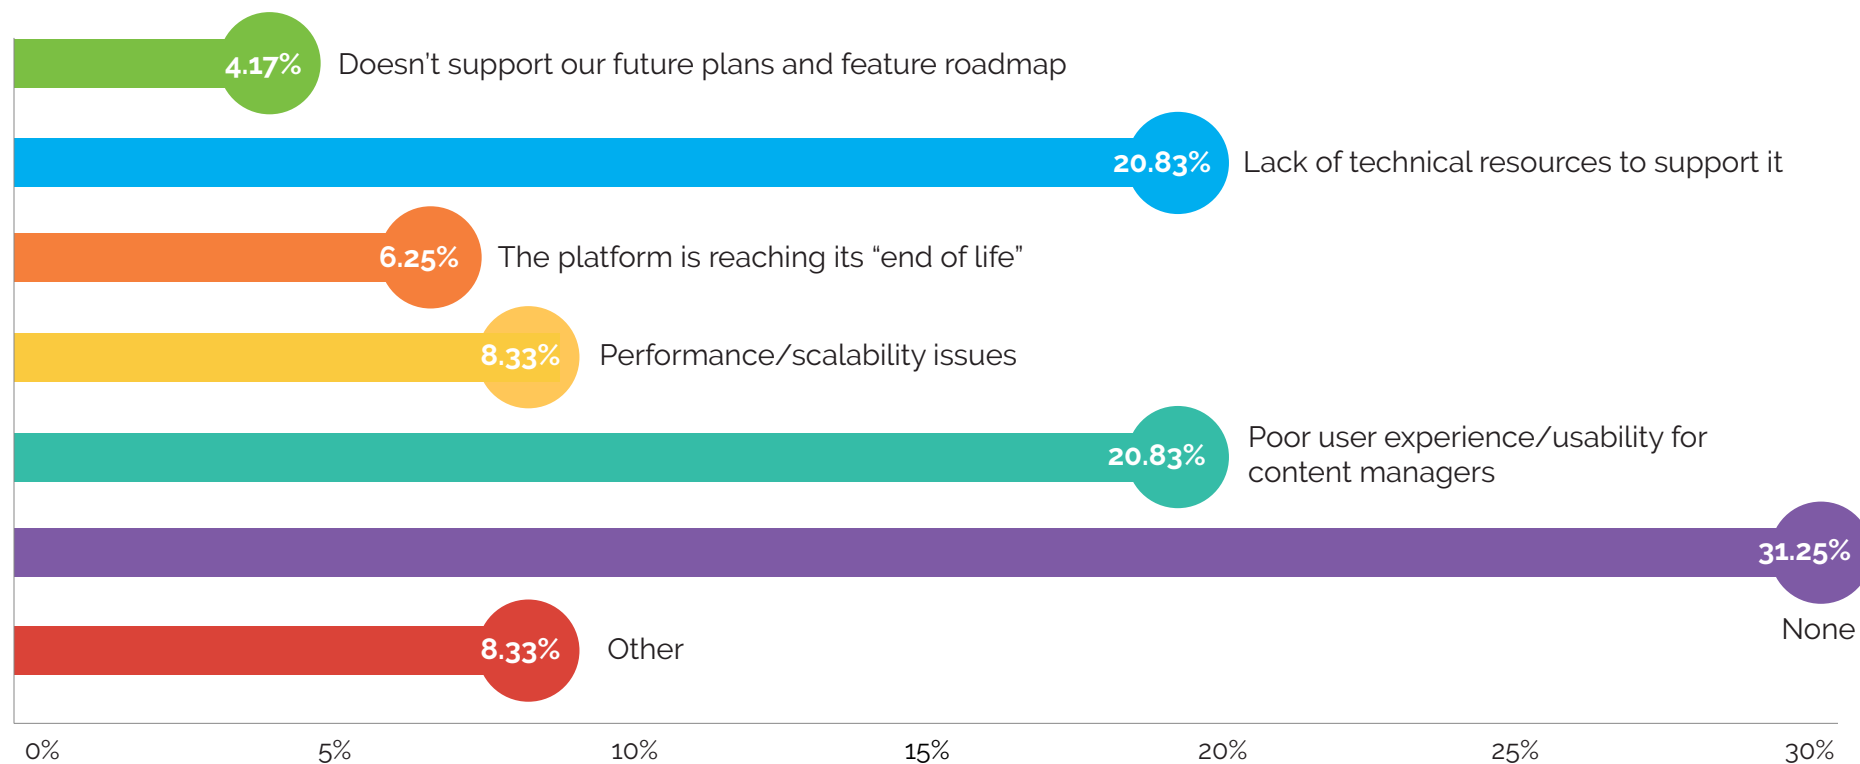 4.17% Doesn’t support our future plans and feature roadmap
20.83% Lack of technical resources to support it
6.25% The platform is reaching its “end of life”
8.33% Performance/scalability issues
20.83% Poor user experience/usability for
content managers
31.25%
None
8.33% Other
0% 5% 10% 15% 20% 25% 30%